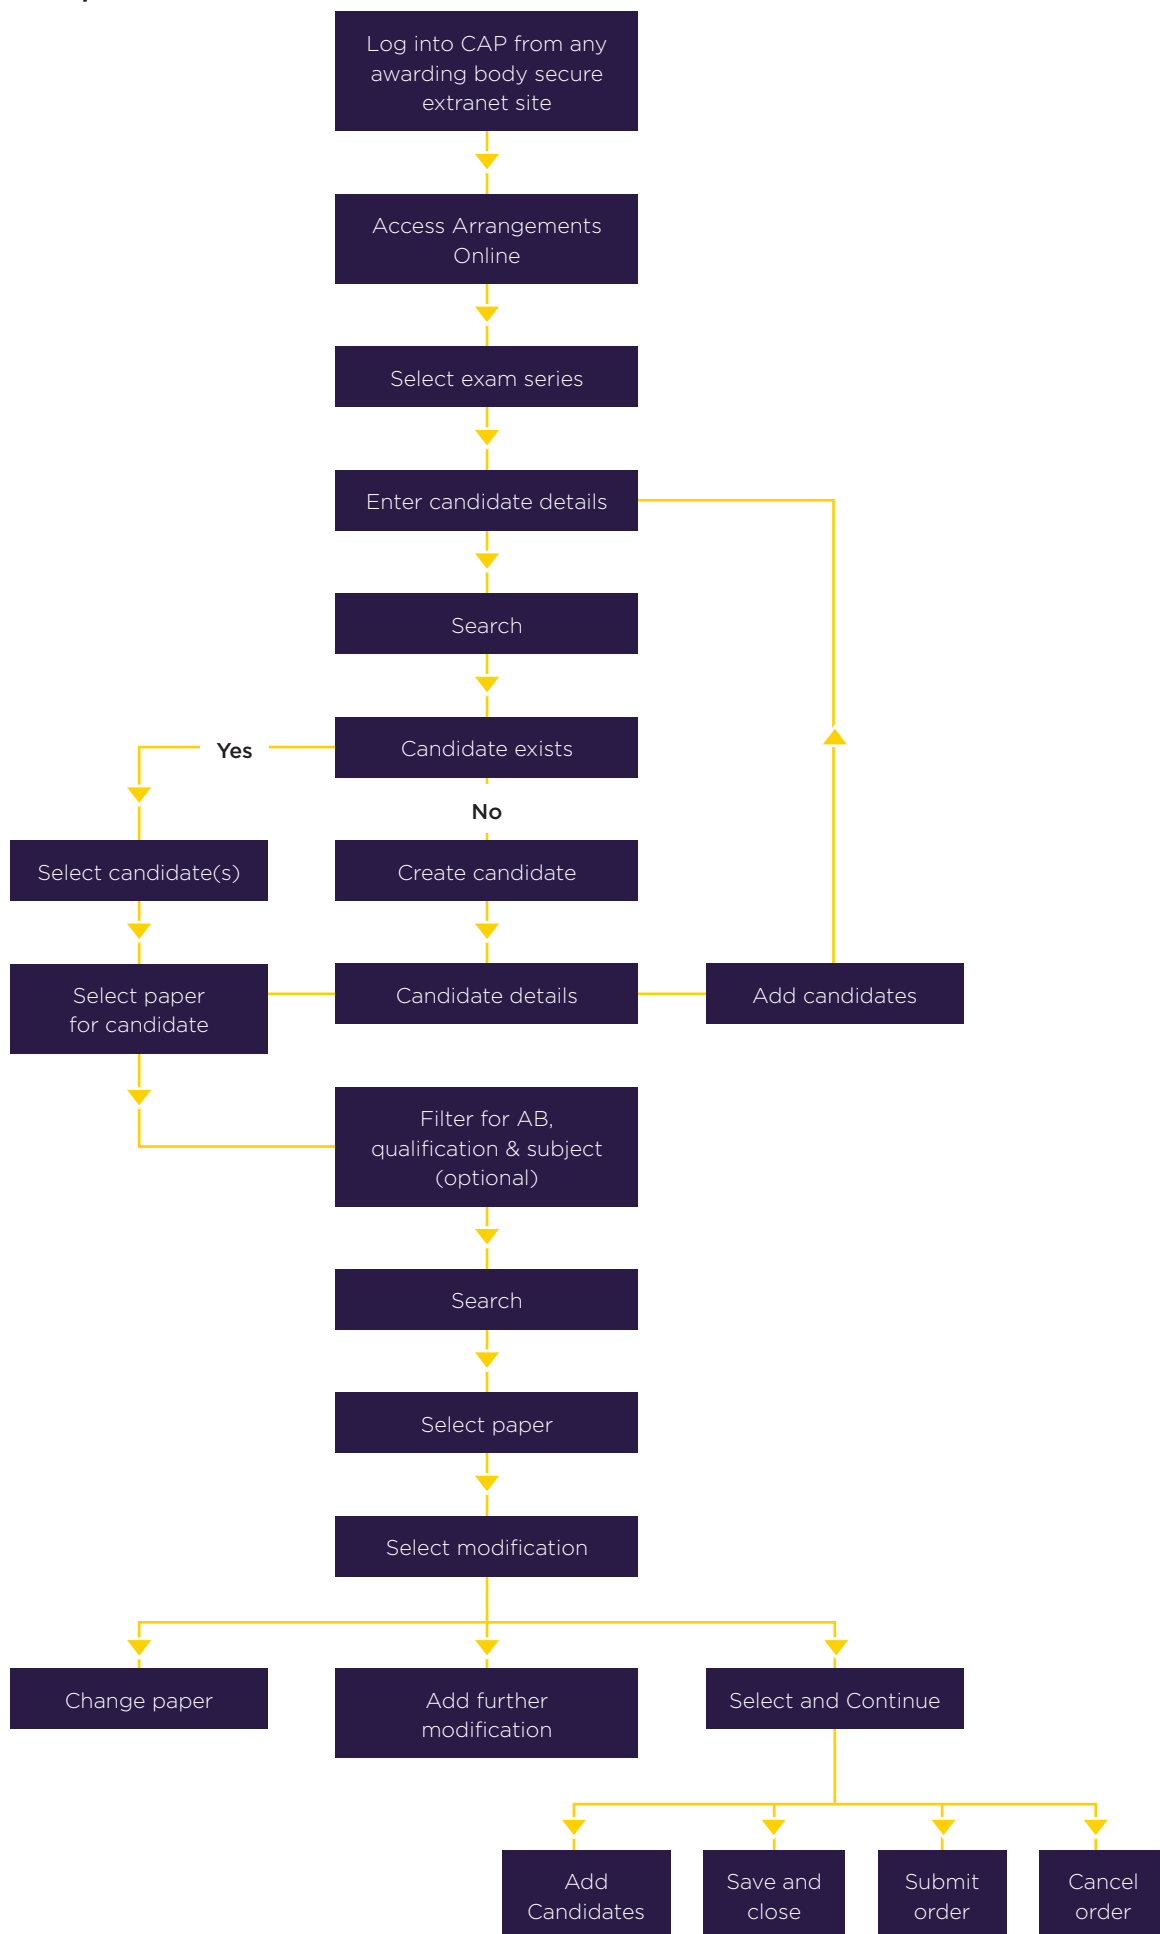 Log into CAP from any
awarding body secure
extranet site
Access Arrangements
Online
Select exam series
Enter candidate details
Search
Candidate exists
Yes
No
Select candidate(s)
Create candidate
Select paper
for candidate
Candidate details
Add candidates
Filter for AB,
qualification & subject
(optional)
Search
Select paper
Select modification
Change paper
Add further
modification
Select and Continue
Add
Candidates
Save and
close
Submit
order
Cancel
order